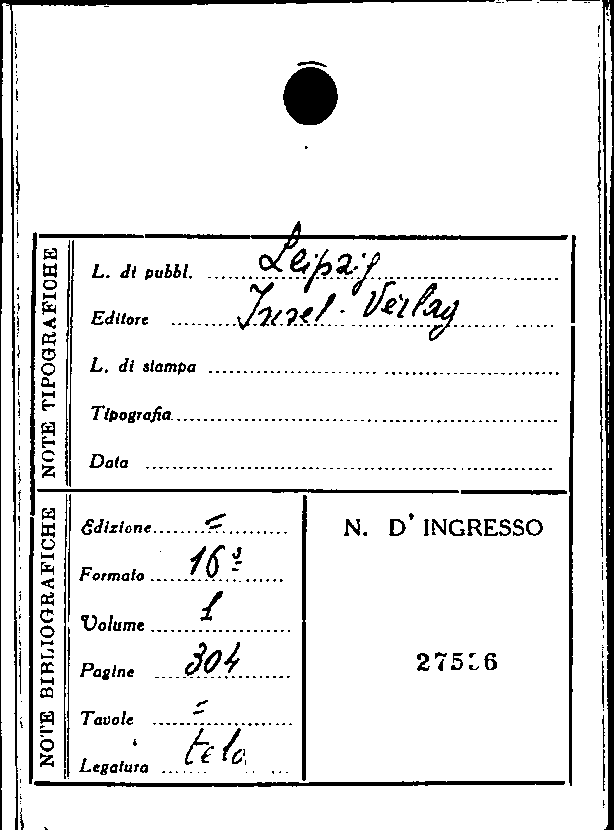 NOTE TIPOGRAFICHE
L. di pubbl. Leipzig
Editore Insel-Verlag
L. di stampa
Tipografia
Data
NOTE BIBLIOGRAFICHE
Edizione =
Formato 16º
Volume 1
Pagine 304
Tavole =
Legatura tela
N. D'INGRESSO